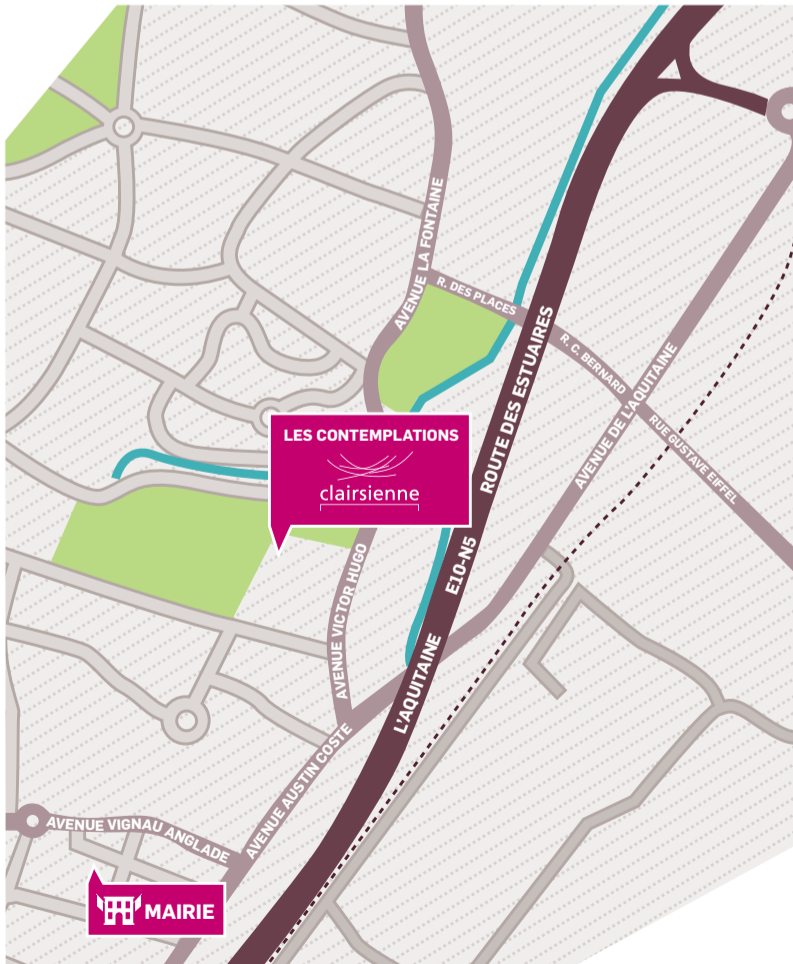 AVENUE LA FONTAINE
R. DES PLACES
ROUTE DES ESTUAIRES
R. C. BERNARD
AVENUE DE L'AQUITAINE
RUE GUSTAVE EIFFEL
LES CONTEMPLATIONS
clairsienne
E10-N5
AVENUE VICTOR HUGO
L'AQUITAINE
AVENUE AUSTIN COSTE
AVENUE VIGNAU ANGLADE
MAIRIE